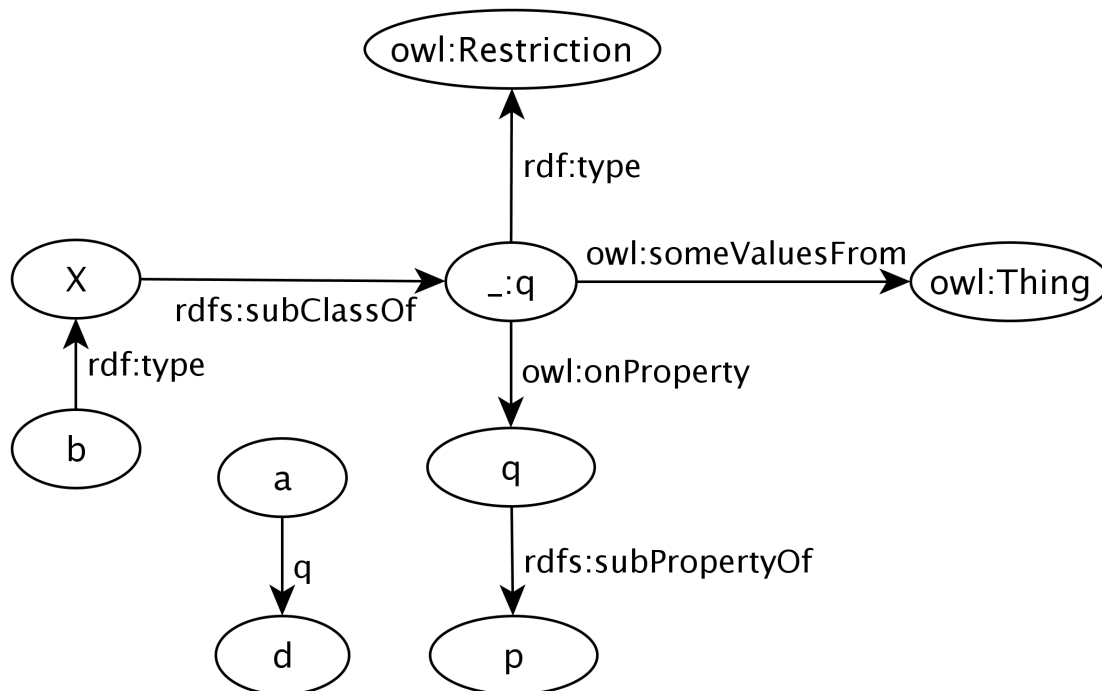 owl:Restriction
rdf:type
owl:someValuesFrom
X
_:q
owl:Thing
rdfs:subClassOf
rdf:type
owl:onProperty
b
a
q
q
rdfs:subPropertyOf
d
p